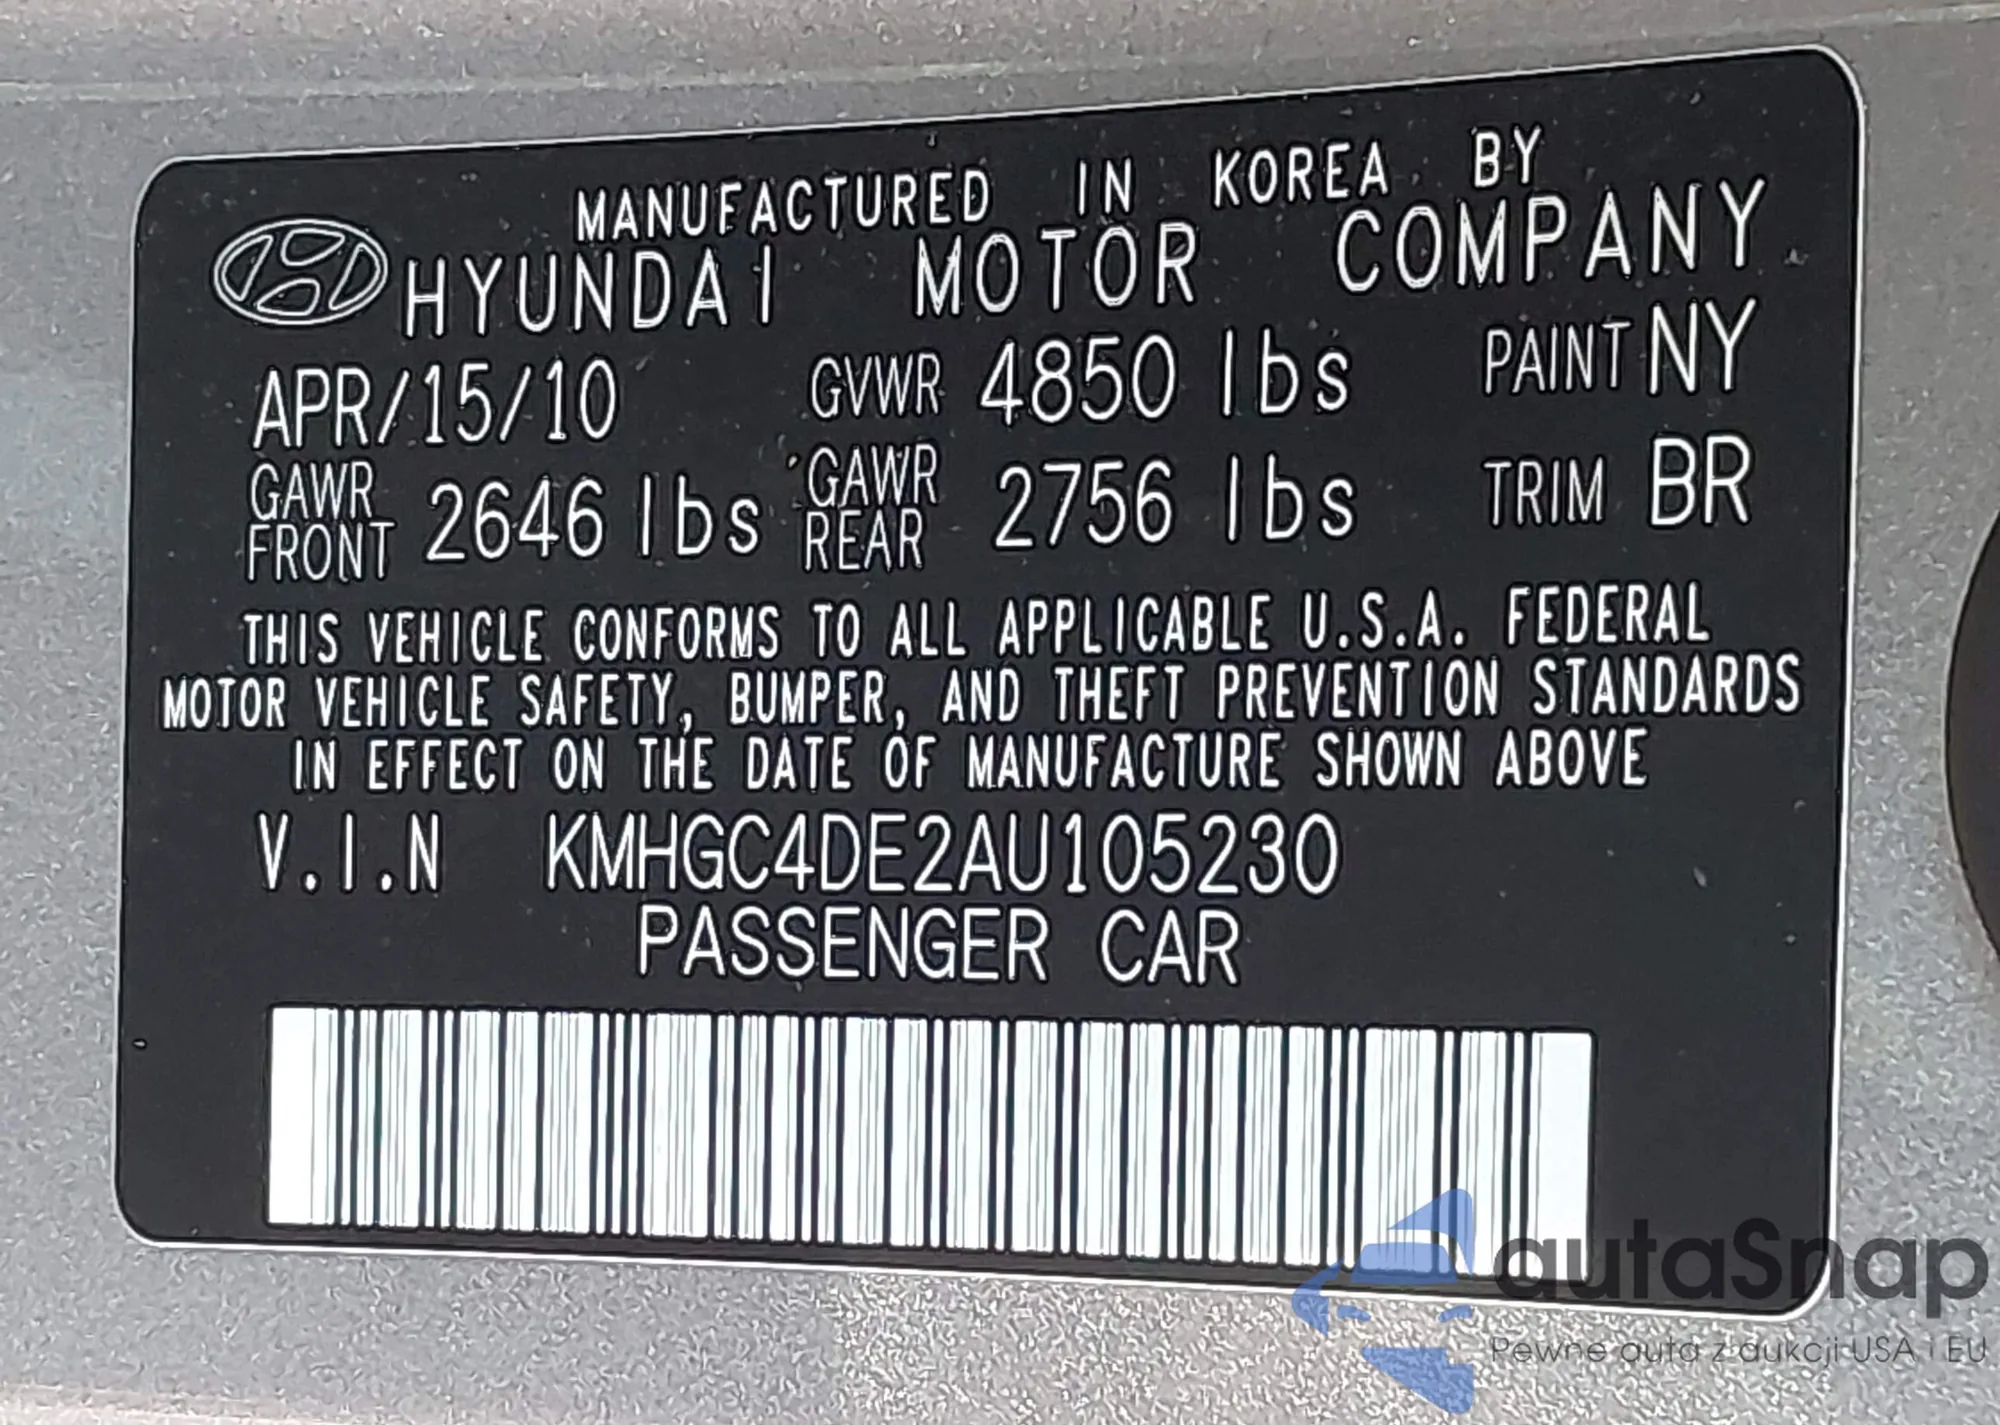 MANUFACTURED IN KOREA BY
HYUNDAI MOTOR COMPANY
APR/15/10 GVWR 4850 lbs PAINT NY
GAWR FRONT 2646 lbs GAWR REAR 2756 lbs TRIM BR
THIS VEHICLE CONFORMS TO ALL APPLICABLE U.S.A. FEDERAL
MOTOR VEHICLE SAFETY, BUMPER, AND THEFT PREVENTION STANDARDS
IN EFFECT ON THE DATE OF MANUFACTURE SHOWN ABOVE
V.I.N KMHGC4DE2AU105230
PASSENGER CAR
autaSnap
Pewne auta z aukcji USA i EU